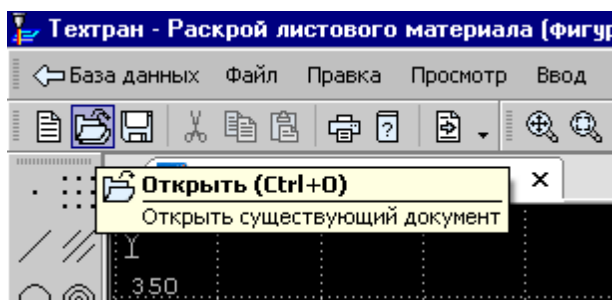 Техтран - Раскрой листового материала (фигур
База данных Файл Правка Просмотр Ввод
Открыть (Ctrl+O)
Открыть существующий документ
Y
350